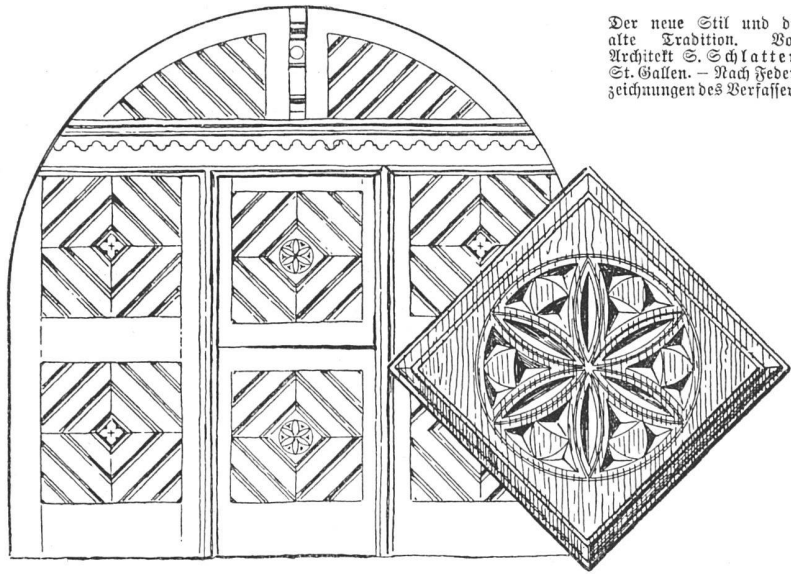 Der neue Stil und d
alte Tradition. Vo
Architekt S. Schlatter
St. Gallen. – Nach Feder
zeichnungen des Verfasser